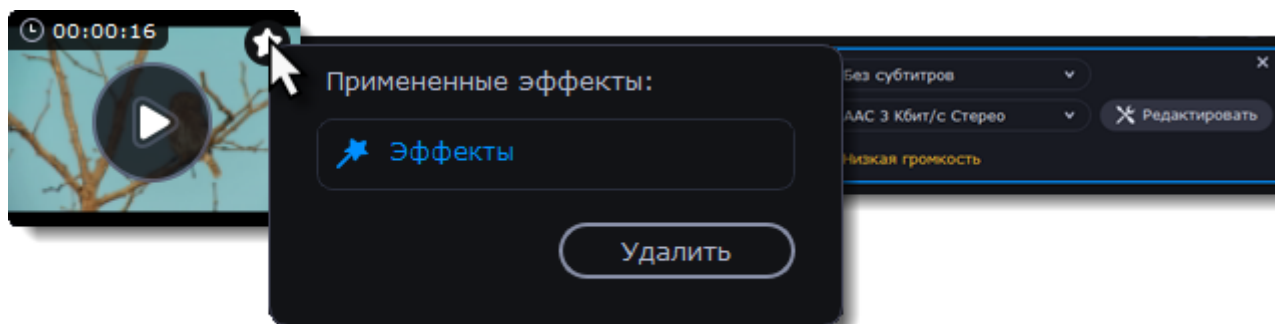 00:00:16
Примененные эффекты:
Эффекты
Удалить
Без субтитров
AAC 3 Кбит/с Стерео
Редактировать
Низкая громкость